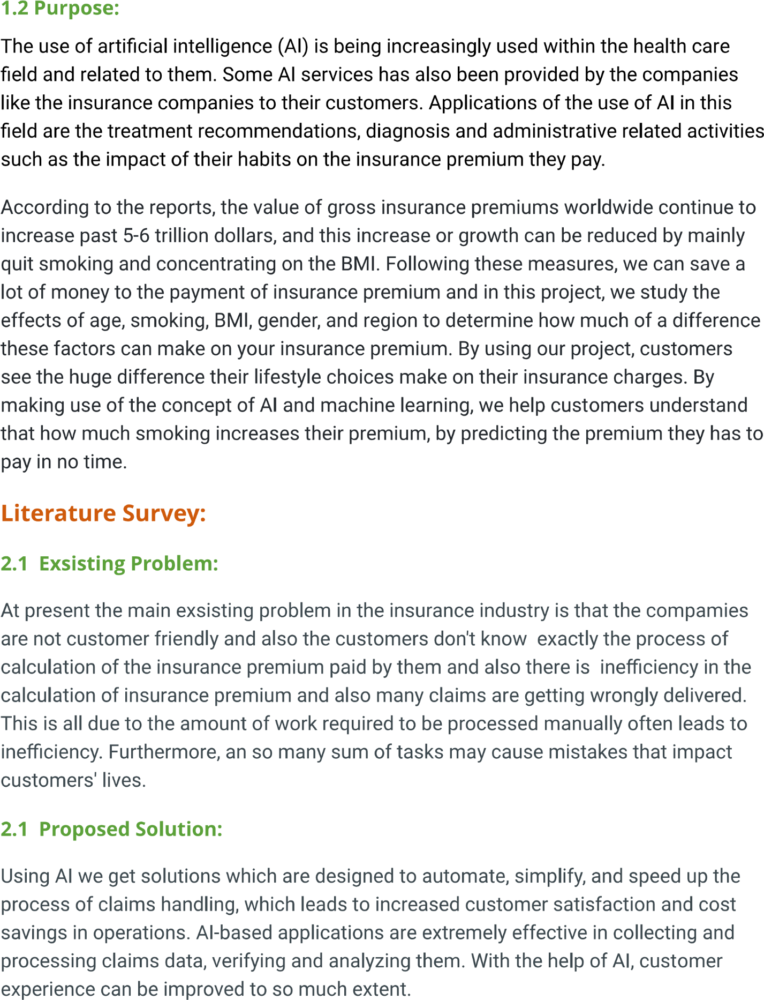 1.2 Purpose:
The use of artificial intelligence (AI) is being increasingly used within the health care
field and related to them. Some AI services has also been provided by the companies
like the insurance companies to their customers. Applications of the use of AI in this
field are the treatment recommendations, diagnosis and administrative related activities
such as the impact of their habits on the insurance premium they pay.
According to the reports, the value of gross insurance premiums worldwide continue to
increase past 5-6 trillion dollars, and this increase or growth can be reduced by mainly
quit smoking and concentrating on the BMI. Following these measures, we can save a
lot of money to the payment of insurance premium and in this project, we study the
effects of age, smoking, BMI, gender, and region to determine how much of a difference
these factors can make on your insurance premium. By using our project, customers
see the huge difference their lifestyle choices make on their insurance charges. By
making use of the concept of AI and machine learning, we help customers understand
that how much smoking increases their premium, by predicting the premium they has to
pay in no time.
Literature Survey:
2.1  Exsisting Problem:
At present the main exsisting problem in the insurance industry is that the compamies
are not customer friendly and also the customers don't know  exactly the process of
calculation of the insurance premium paid by them and also there is  inefficiency in the
calculation of insurance premium and also many claims are getting wrongly delivered.
This is all due to the amount of work required to be processed manually often leads to
inefficiency. Furthermore, an so many sum of tasks may cause mistakes that impact
customers' lives.
2.1  Proposed Solution:
Using AI we get solutions which are designed to automate, simplify, and speed up the
process of claims handling, which leads to increased customer satisfaction and cost
savings in operations. AI-based applications are extremely effective in collecting and
processing claims data, verifying and analyzing them. With the help of AI, customer
experience can be improved to so much extent.